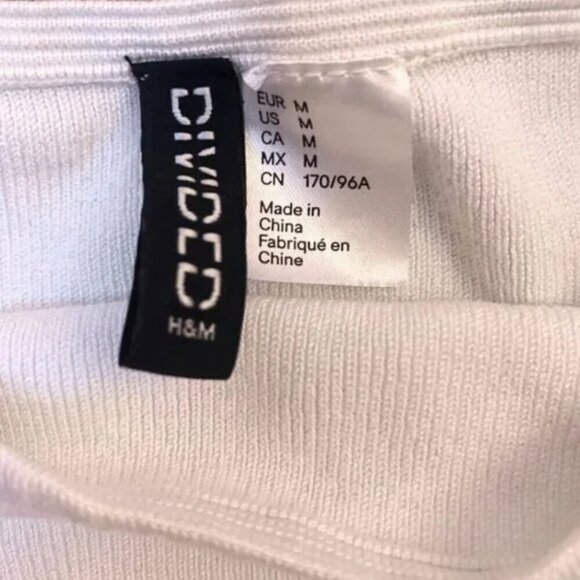 DIVIDED
H&M
EUR M
US M
CA M
MX M
CN 170/96A
Made in
China
Fabriqué en
Chine